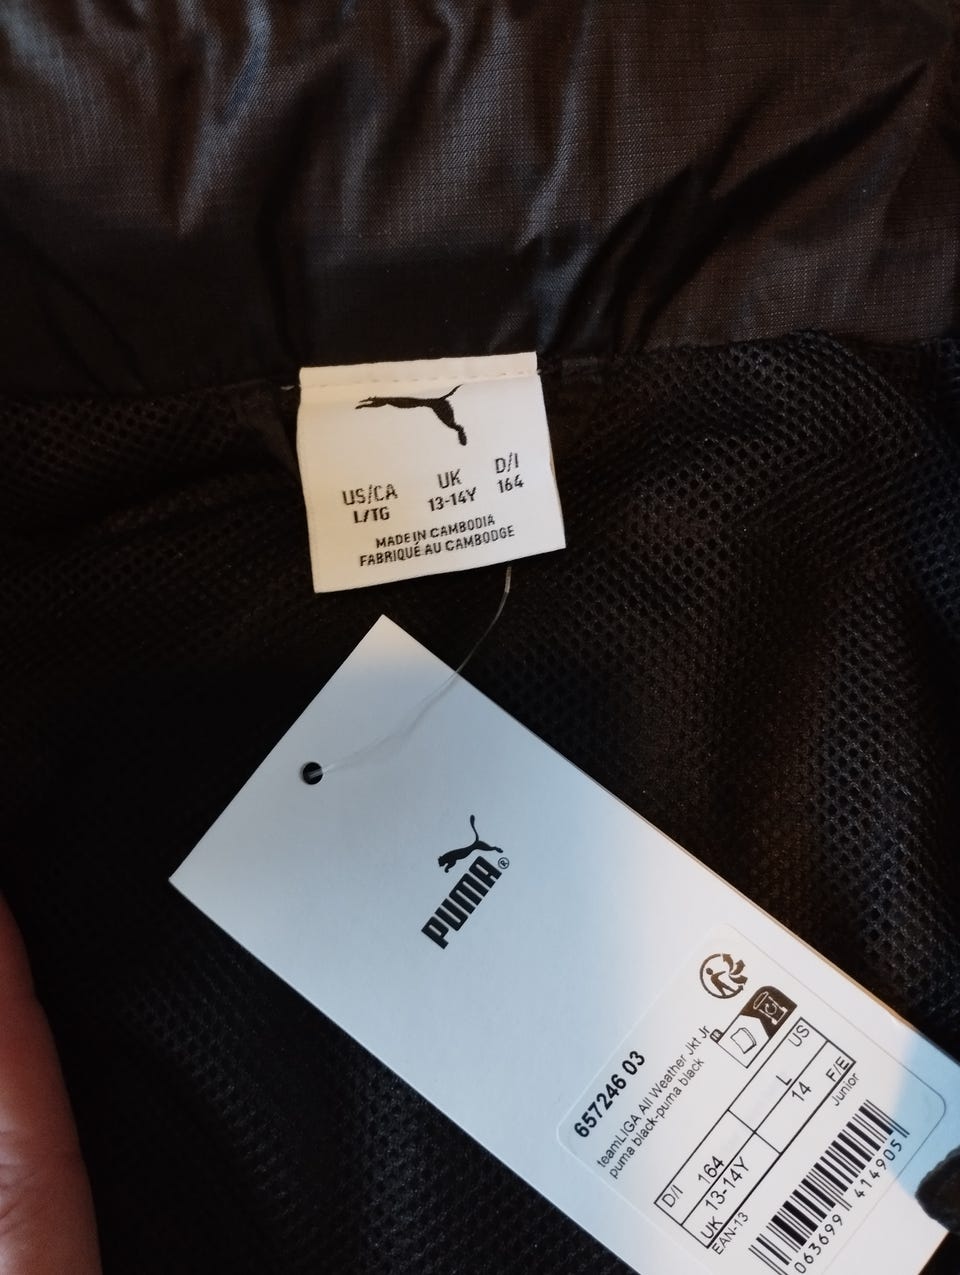 US/CA UK D/I
L/TG 13-14Y 164
MADE IN CAMBODIA
FABRIQUÉ AU CAMBODGE
PUMA®
657246 03
teamLIGA All Weather Jkt Jr
puma black-puma black
FR
D/I 164 L US
UK 13-14Y 14 F/E
Junior
EAN-13
063699 414905